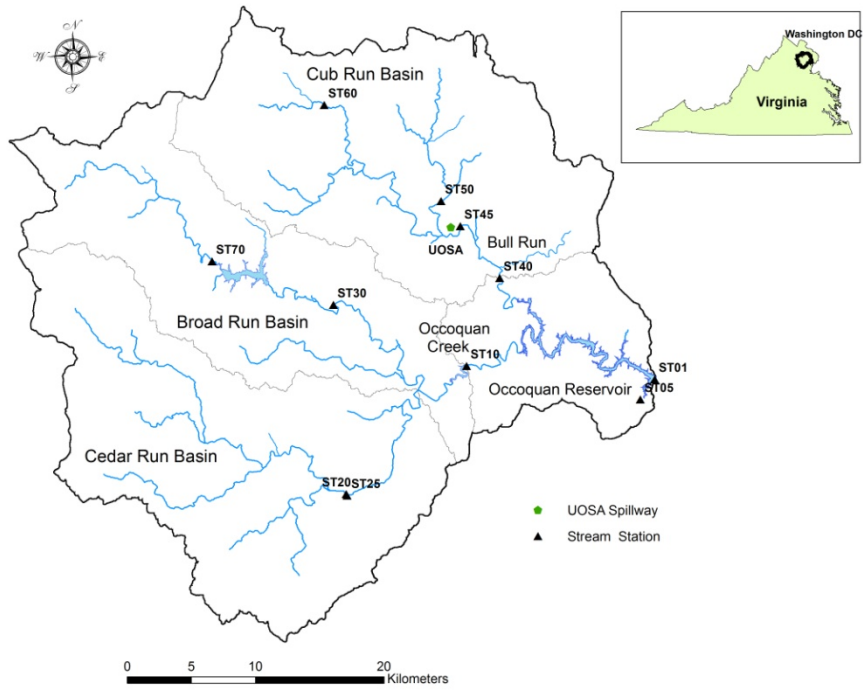 N
W
E
S
Washington DC
Virginia
Cub Run Basin
ST60
ST50
ST45
UOSA
Bull Run
ST70
ST40
ST30
Broad Run Basin
Occoquan
Creek
ST10
ST01
ST05
Occoquan Reservoir
Cedar Run Basin
ST20 ST25
UOSA Spillway
Stream Station
0 5 10 20
Kilometers